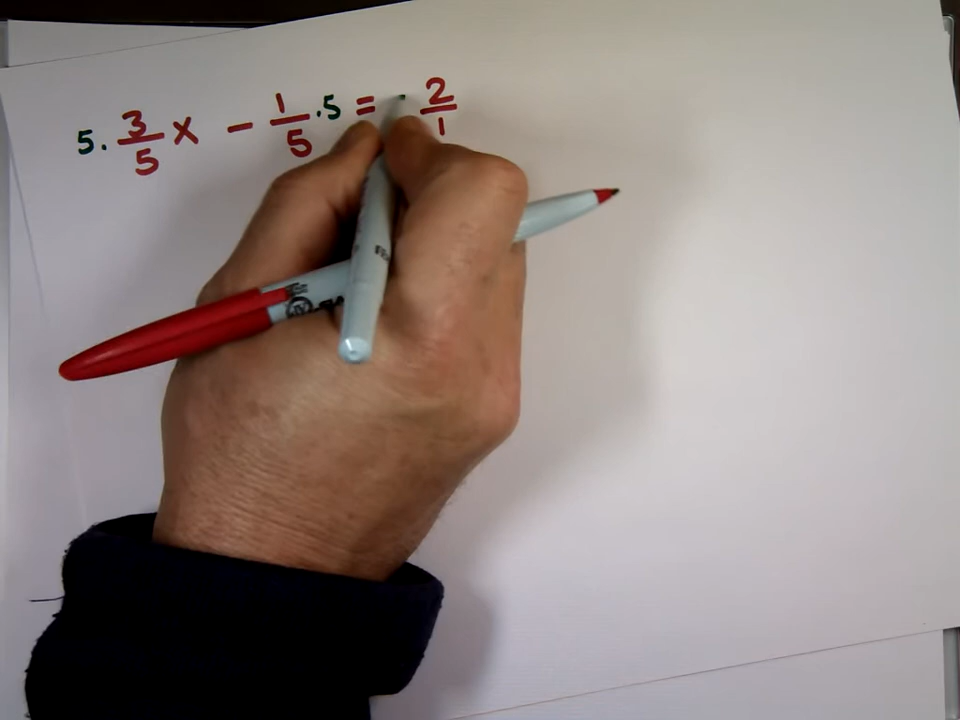 5 · 3/5 x - 1/5 · 5 = 2/1